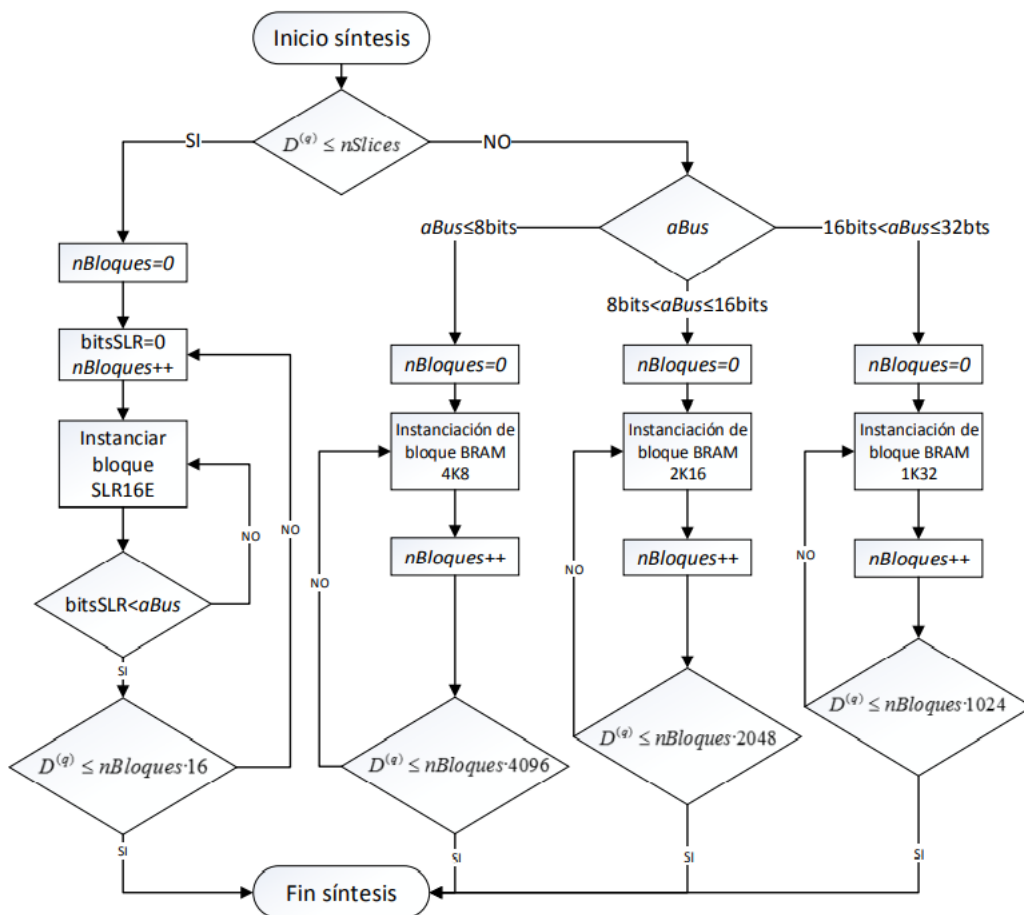 Inicio síntesis
D^(q) ≤ nSlices
SI
NO
aBus
aBus≤8bits
16bits<aBus≤32bts
8bits<aBus≤16bits
nBloques=0
bitsSLR=0
nBloques++
Instanciar
bloque
SLR16E
NO
bitsSLR<aBus
SI
NO
D^(q) ≤ nBloques·16
SI
nBloques=0
Instanciación de
bloque BRAM
4K8
nBloques++
NO
D^(q) ≤ nBloques·4096
SI
nBloques=0
Instanciación de
bloque BRAM
2K16
nBloques++
NO
D^(q) ≤ nBloques·2048
SI
nBloques=0
Instanciación de
bloque BRAM
1K32
nBloques++
NO
D^(q) ≤ nBloques·1024
SI
Fin síntesis